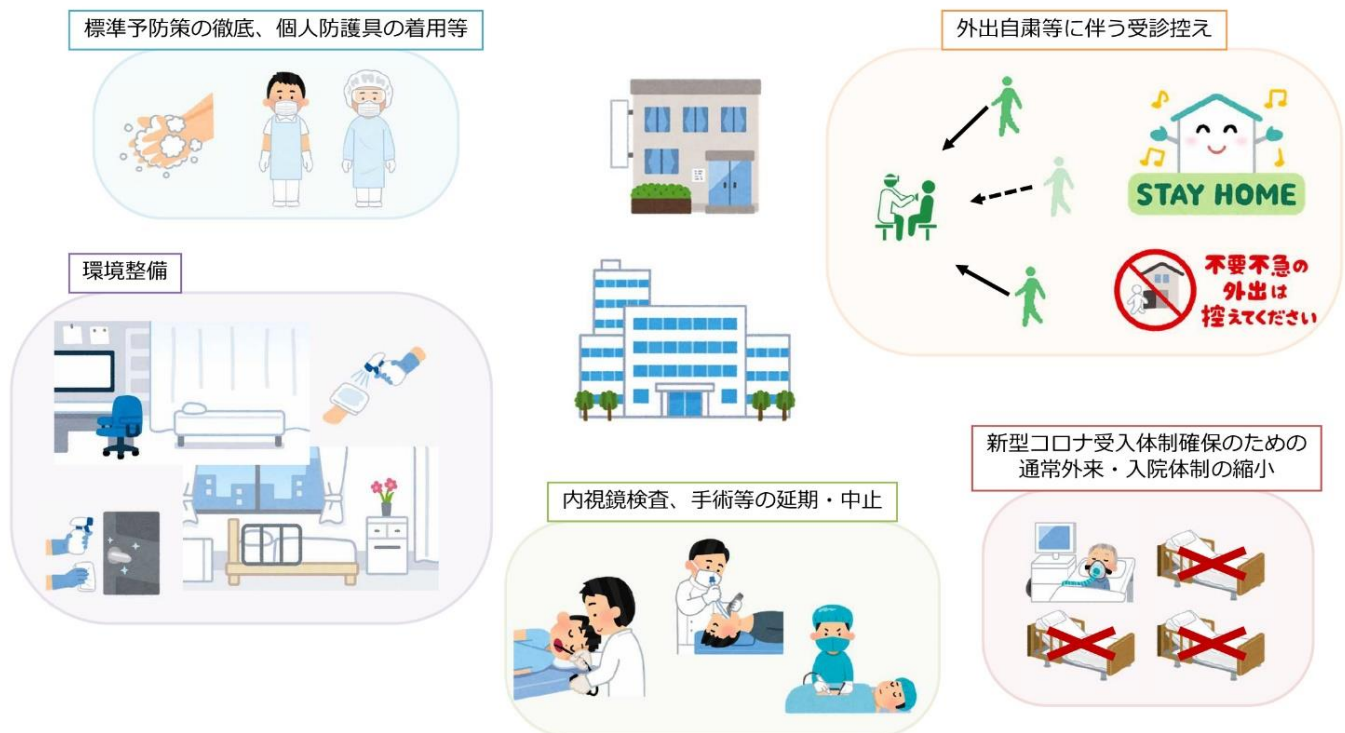 標準予防策の徹底、個人防護具の着用等
外出自粛等に伴う受診控え
STAY HOME
不要不急の
外出は
控えてください
環境整備
新型コロナ受入体制確保のための
通常外来・入院体制の縮小
内視鏡検査、手術等の延期・中止